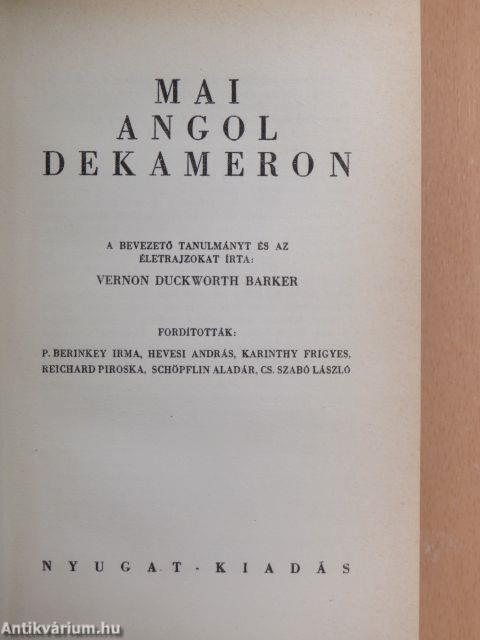 MAI
ANGOL
DEKAMERON
A BEVEZETŐ TANULMÁNYT ÉS AZ
ÉLETRAJZOKAT ÍRTA:
VERNON DUCKWORTH BARKER
FORDÍTOTTÁK:
P. BERINKEY IRMA, HEVESI ANDRÁS, KARINTHY FRIGYES,
REICHARD PIROSKA, SCHÖPFLIN ALADÁR, CS. SZABÓ LÁSZLÓ
NYUGAT-KIADÁS
Antikvárium.hu